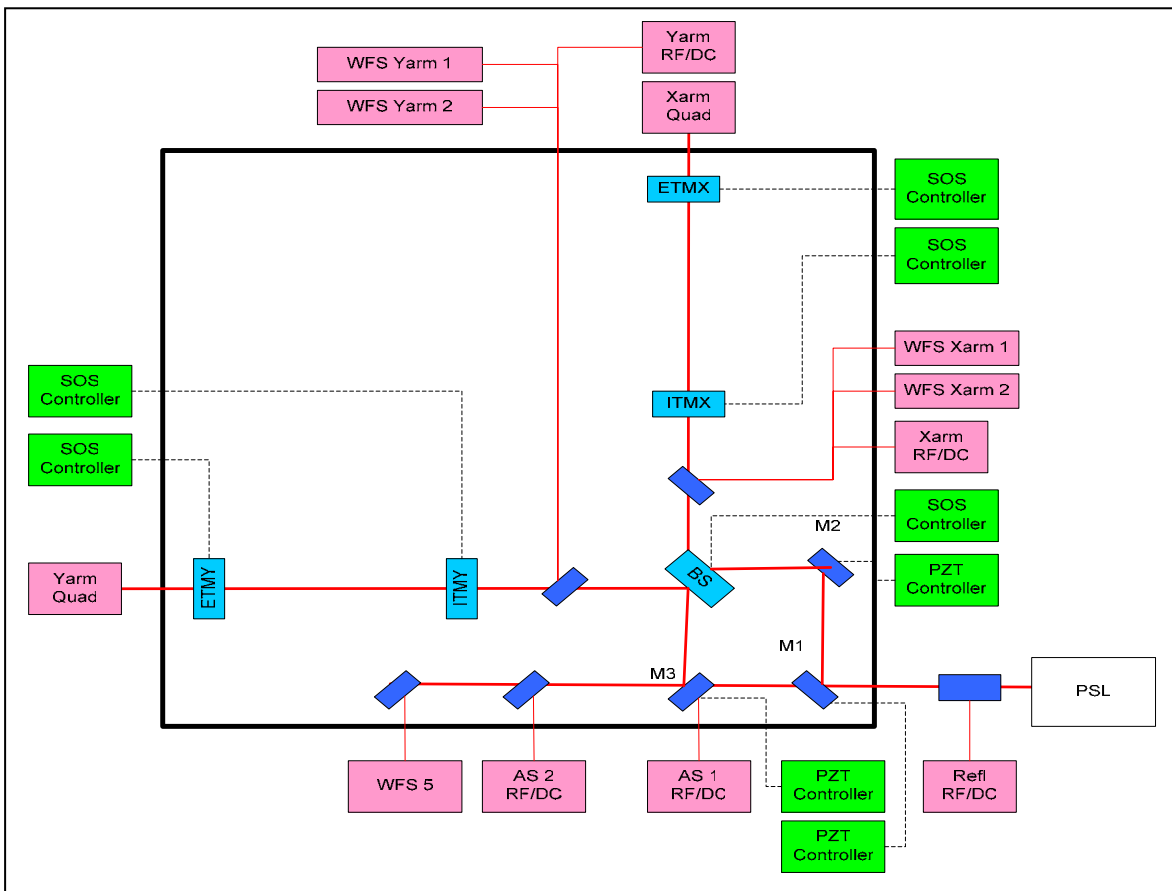 Yarm
RF/DC
WFS Yarm 1
WFS Yarm 2
Xarm
Quad
ETMX
SOS
Controller
SOS
Controller
WFS Xarm 1
WFS Xarm 2
ITMX
Xarm
RF/DC
SOS
Controller
SOS
Controller
SOS
Controller
M2
BS
PZT
Controller
Yarm
Quad
ETMY
ITMY
M1
M3
PSL
WFS 5
AS 2
RF/DC
AS 1
RF/DC
PZT
Controller
Refl
RF/DC
PZT
Controller